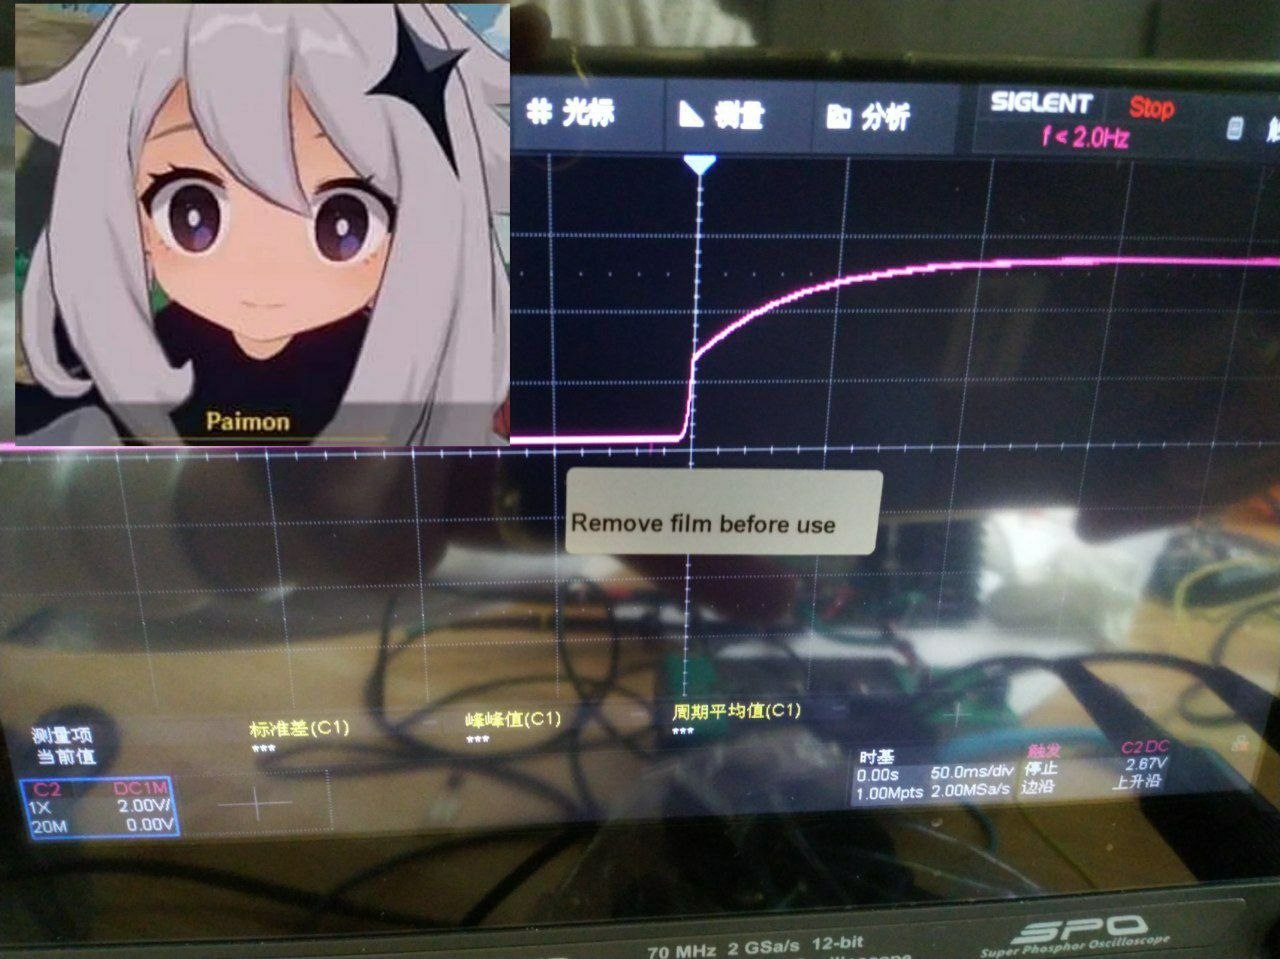 光标
测量
分析
SIGLENT
Stop
f < 2.0Hz
Paimon
Remove film before use
测量项
当前值
标准差(C1)
***
峰峰值(C1)
***
周期平均值(C1)
***
C2 DC1M
1X 2.00V/
20M 0.00V
时基
0.00s 50.0ms/div
1.00Mpts 2.00MSa/s
触发 C2 DC
停止 2.67V
边沿 上升沿
SPO
Super Phosphor Oscilloscope
70 MHz 2 GSa/s 12-bit